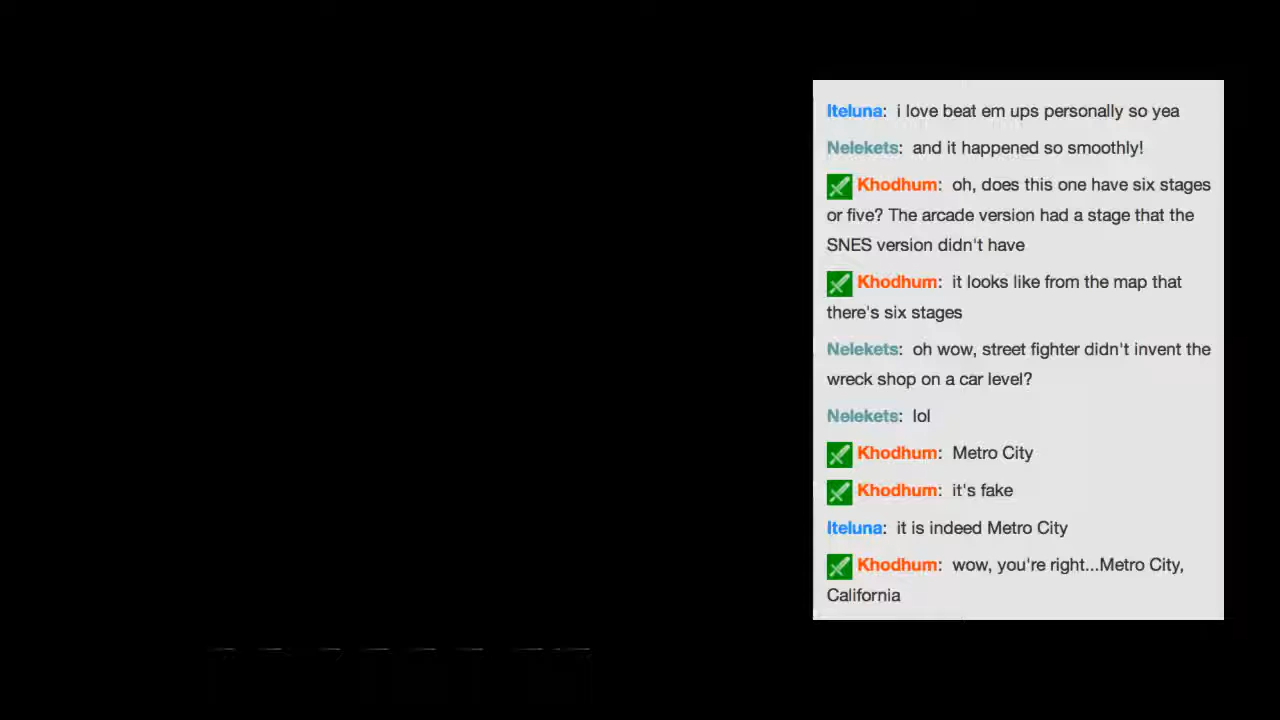 Iteluna: i love beat em ups personally so yea
Nelekets: and it happened so smoothly!
Khodhum: oh, does this one have six stages
or five? The arcade version had a stage that the
SNES version didn't have
Khodhum: it looks like from the map that
there's six stages
Nelekets: oh wow, street fighter didn't invent the
wreck shop on a car level?
Nelekets: lol
Khodhum: Metro City
Khodhum: it's fake
Iteluna: it is indeed Metro City
Khodhum: wow, you're right...Metro City,
California